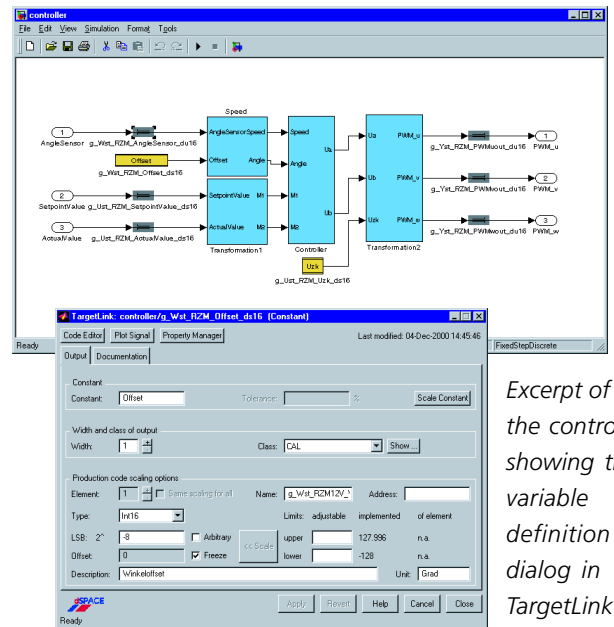 controller
File Edit View Simulation Format Tools
Speed
1
AngleSensor
g_Wst_RZM_AngleSensor_du16
AngleSensorSpeed
Offset
Angle
Offset
g_Wst_RZM_Offset_ds16
2
SetpointValue
g_Ust_RZM_SetpointValue_ds16
SetpointValue M1
3
ActualValue
g_Ust_RZM_ActualValue_ds16
ActualValue M2
Transformation1
Speed
Angle
M1
M2
Ua
Ub
Controller
Uzk
g_Ust_RZM_Uzk_ds16
Ua PWM_u
Ub PWM_v
Uzk PWM_w
Transformation2
1
g_Yst_RZM_PWMuout_du16 PWM_u
2
g_Yst_RZM_PWMvout_du16 PWM_v
3
g_Yst_RZM_PWMwout_du16 PWM_w
Ready
FixedStepDiscrete
TargetLink: controller/g_Wst_RZM_Offset_ds16 (Constant)
Code Editor Plot Signal Property Manager Last modified: 04-Dec-2000 14:45:46
Output Documentation
Constant
Constant: Offset Tolerance: % Scale Constant
Width and class of output
Width: 1 Class: CAL Show ...
Production code scaling options
Element: 1 Same scaling for all Name: g_Wst_RZM12V_ Address:
Type: Int16 Limits: adjustable implemented of element
LSB: 2^ -8 Arbitrary << Scale upper 127.996 n.a.
Offset: 0 Freeze lower -128 n.a.
Description: Winkeloffset Unit: Grad
dSPACE
Apply Revert Help Cancel Close
Ready
Excerpt of
the contro
showing t
variable
definition
dialog in
TargetLink